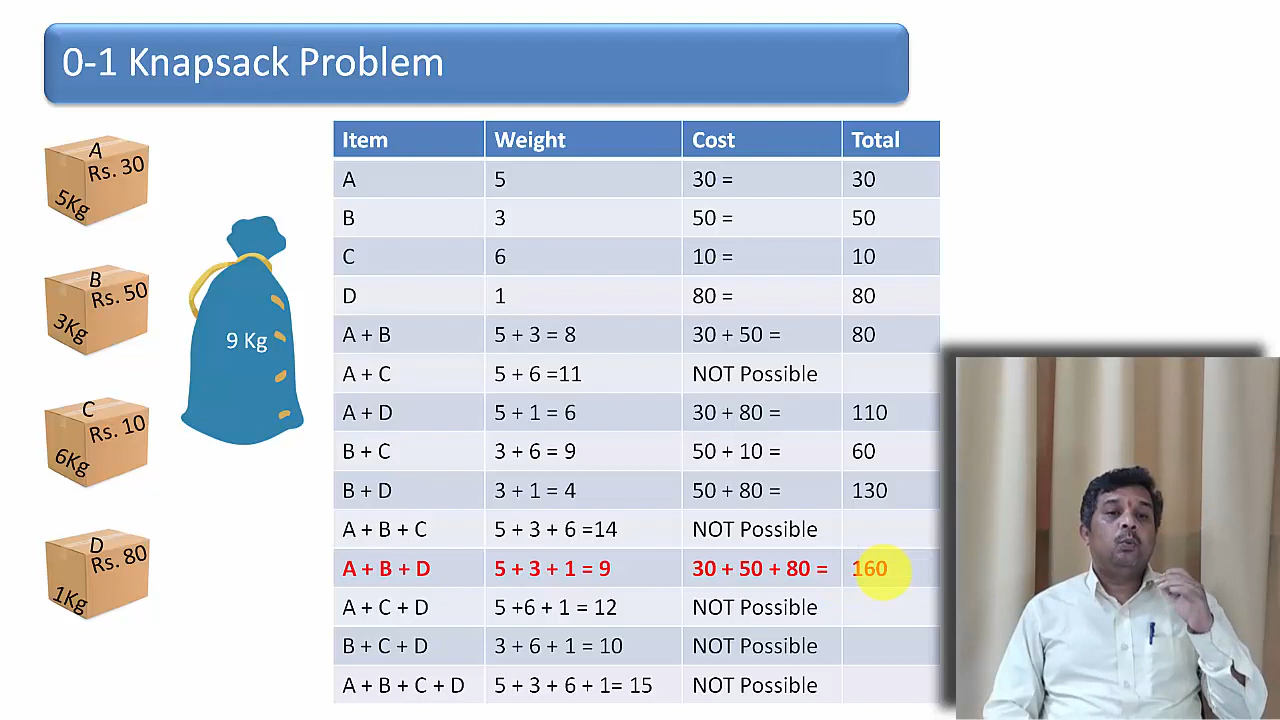 0-1 Knapsack Problem
A
Rs. 30
5Kg
B
Rs. 50
3Kg
C
Rs. 10
6Kg
D
Rs. 80
1Kg
9 Kg
Item Weight Cost Total
A 5 30 = 30
B 3 50 = 50
C 6 10 = 10
D 1 80 = 80
A + B 5 + 3 = 8 30 + 50 = 80
A + C 5 + 6 =11 NOT Possible
A + D 5 + 1 = 6 30 + 80 = 110
B + C 3 + 6 = 9 50 + 10 = 60
B + D 3 + 1 = 4 50 + 80 = 130
A + B + C 5 + 3 + 6 =14 NOT Possible
A + B + D 5 + 3 + 1 = 9 30 + 50 + 80 = 160
A + C + D 5 +6 + 1 = 12 NOT Possible
B + C + D 3 + 6 + 1 = 10 NOT Possible
A + B + C + D 5 + 3 + 6 + 1= 15 NOT Possible